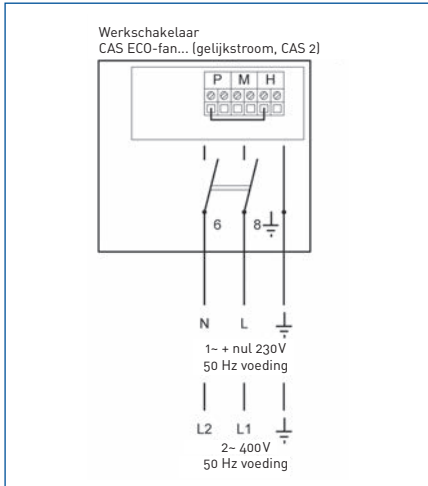 Werkschakelaar
CAS ECO-fan... (gelijkstroom, CAS 2)
P M H
6 8
N L
1~ + nul 230V
50 Hz voeding
L2 L1
2~ 400V
50 Hz voeding